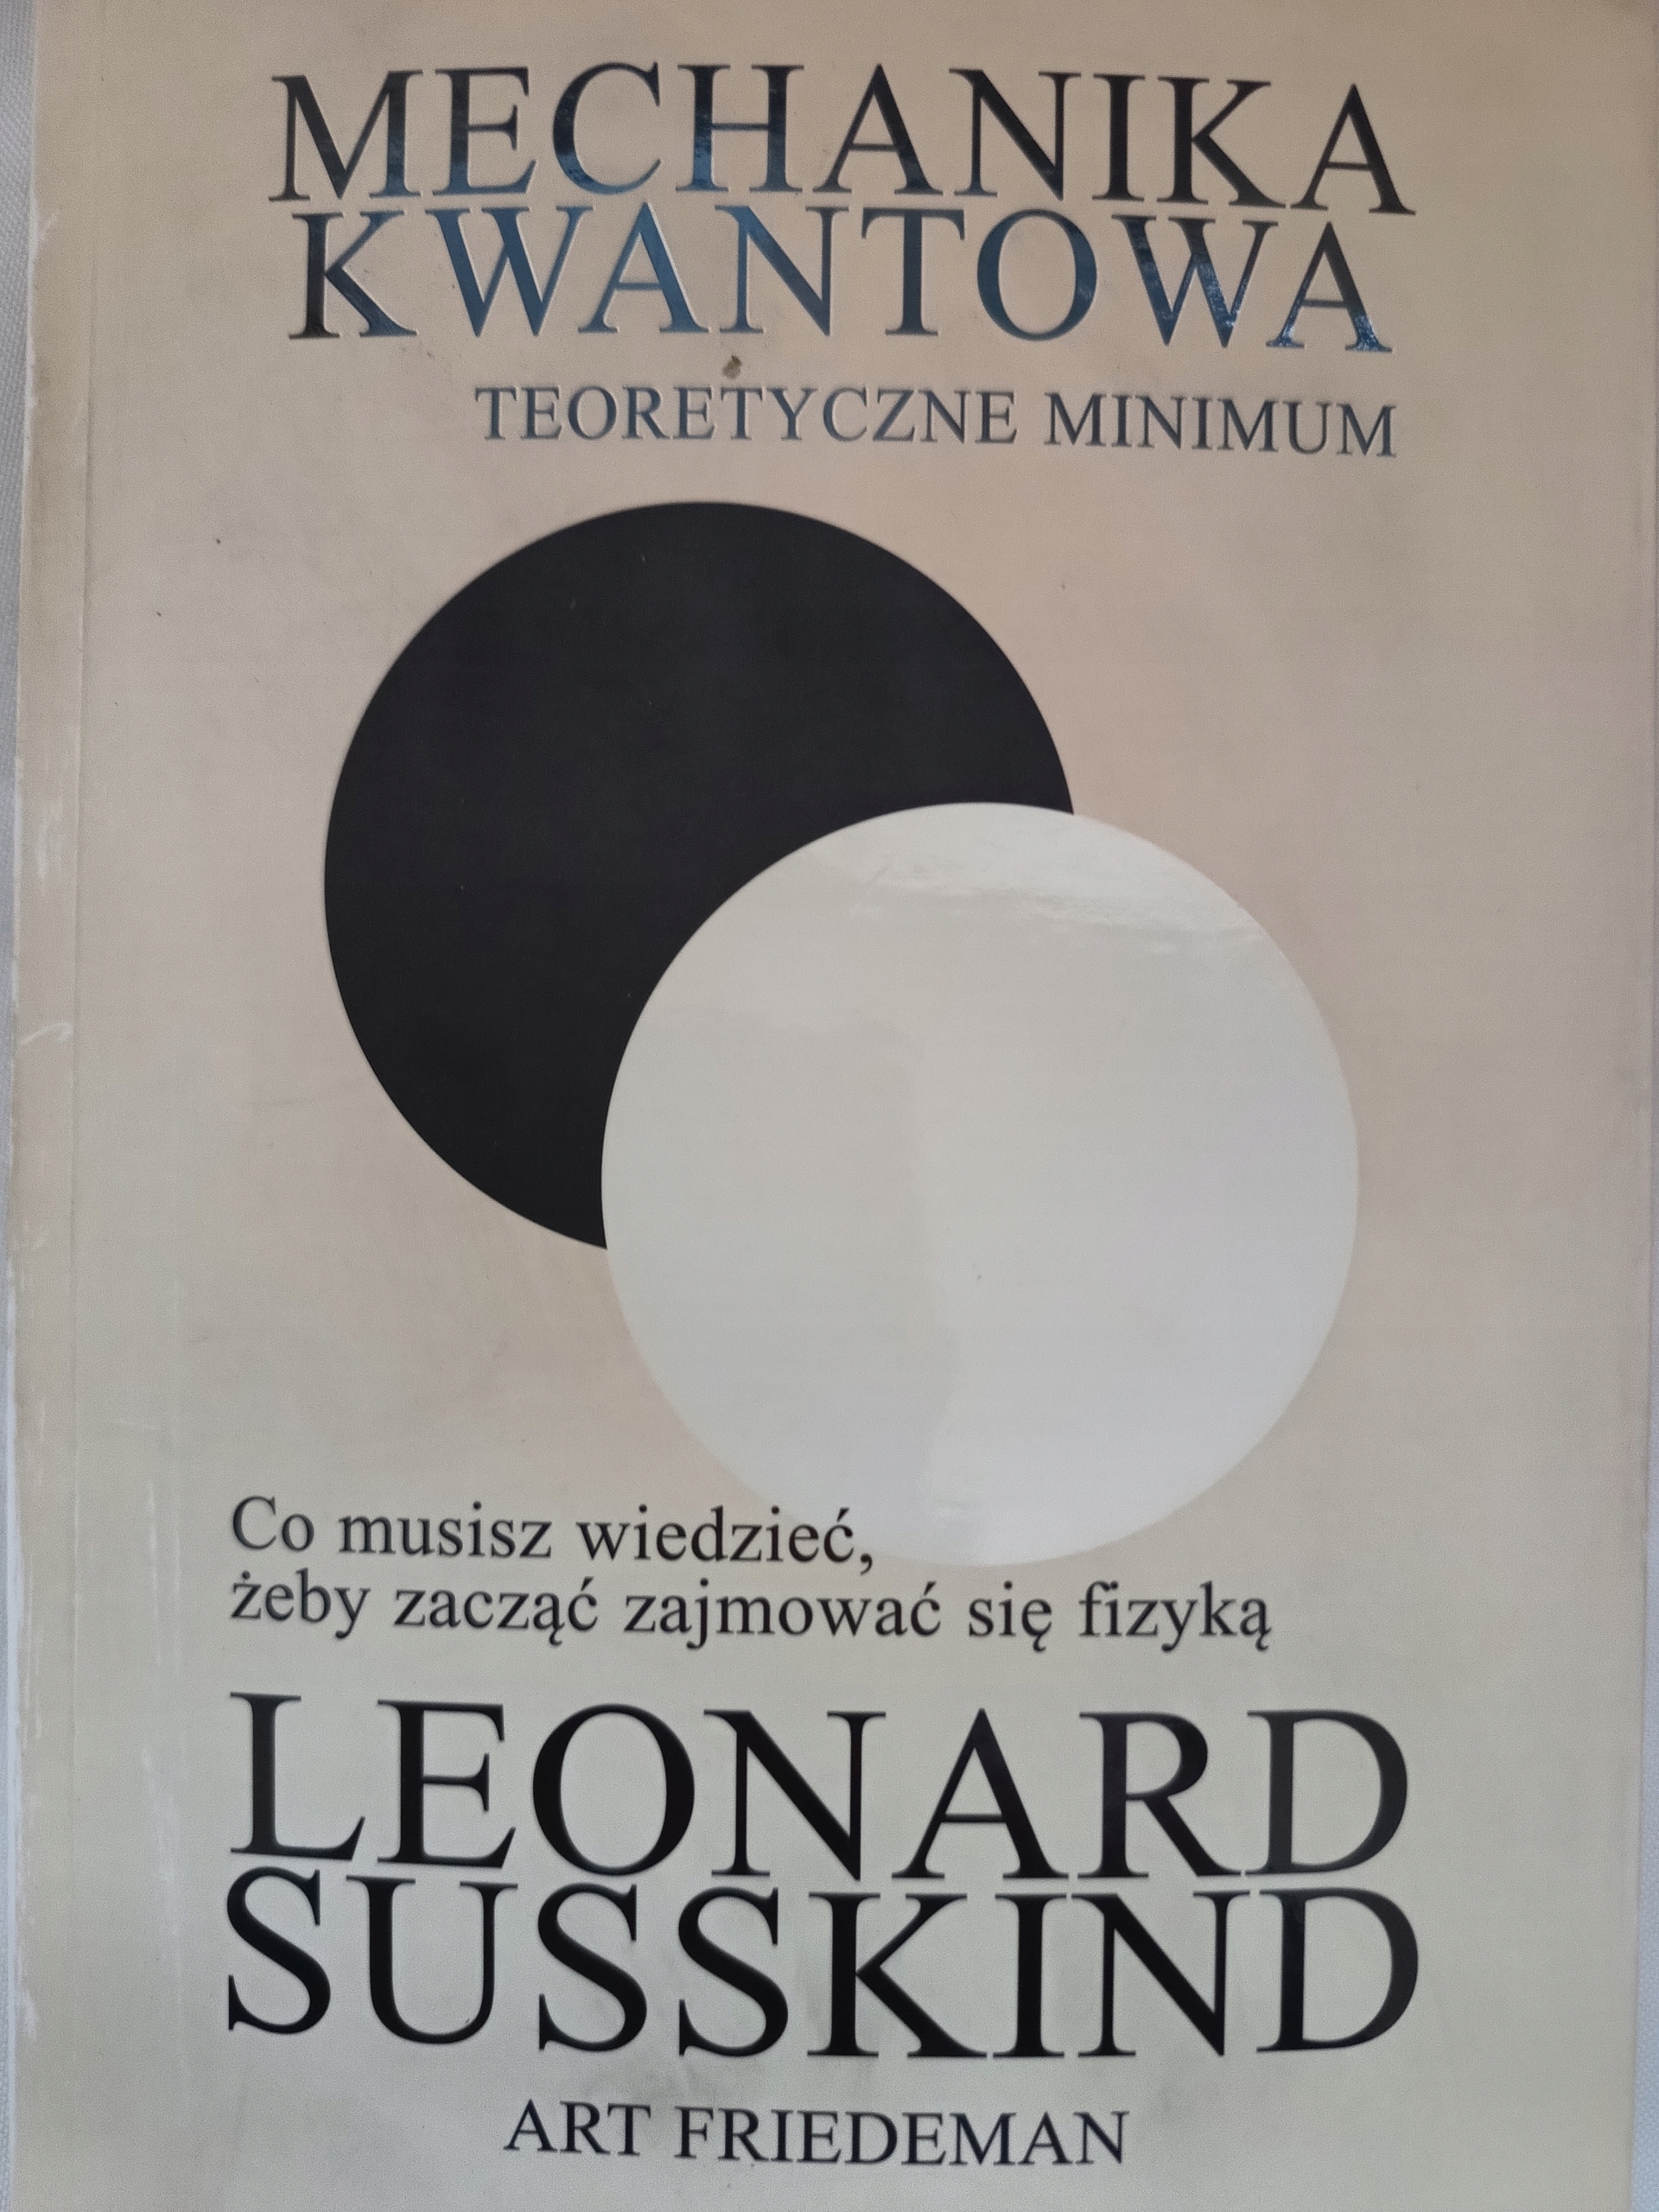 MECHANIKA
KWANTOWA
TEORETYCZNE MINIMUM
Co musisz wiedzieć,
żeby zacząć zajmować się fizyką
LEONARD
SUSSKIND
ART FRIEDEMAN